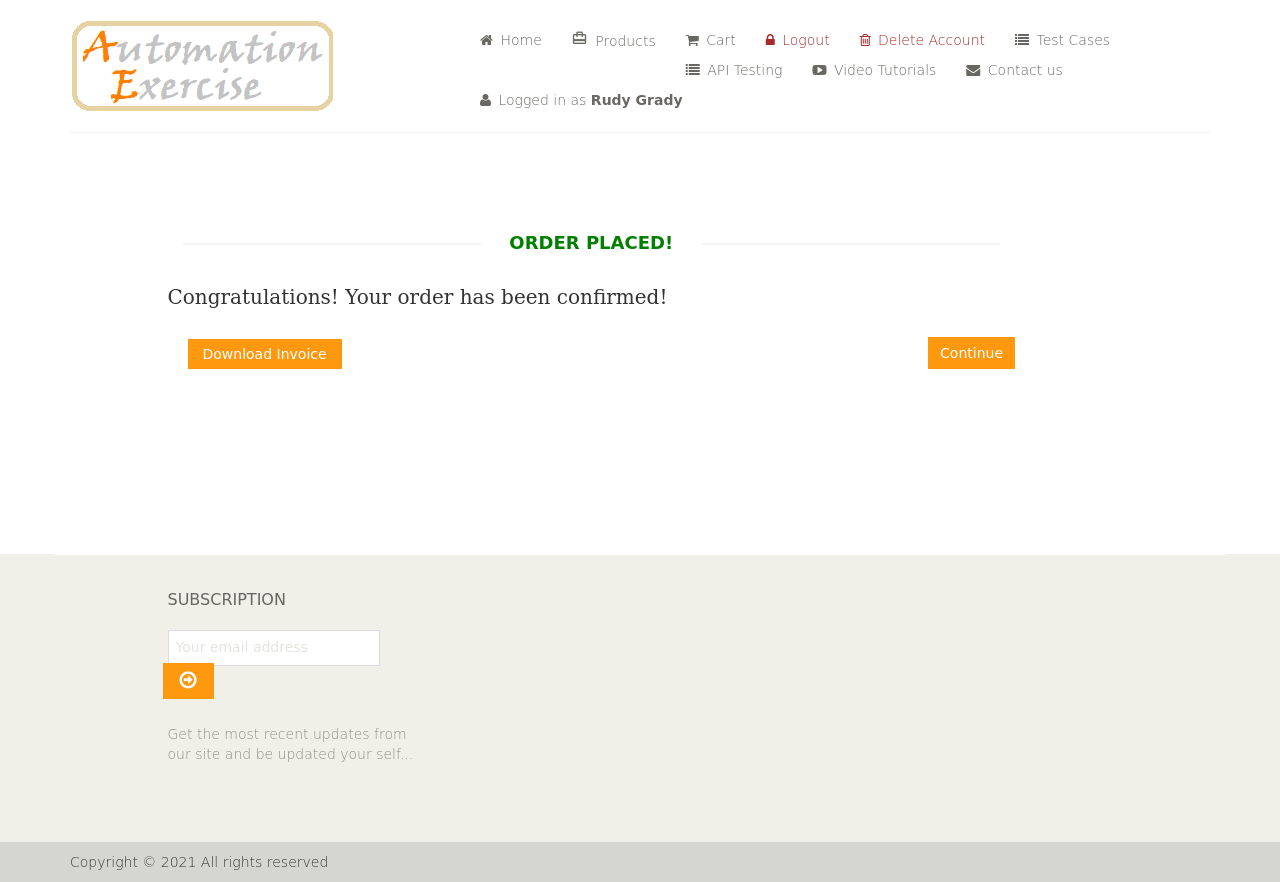 Automation
Exercise
Home Products Cart Logout Delete Account Test Cases
API Testing Video Tutorials Contact us
Logged in as Rudy Grady
ORDER PLACED!
Congratulations! Your order has been confirmed!
Download Invoice Continue
SUBSCRIPTION
Your email address
Get the most recent updates from
our site and be updated your self...
Copyright © 2021 All rights reserved